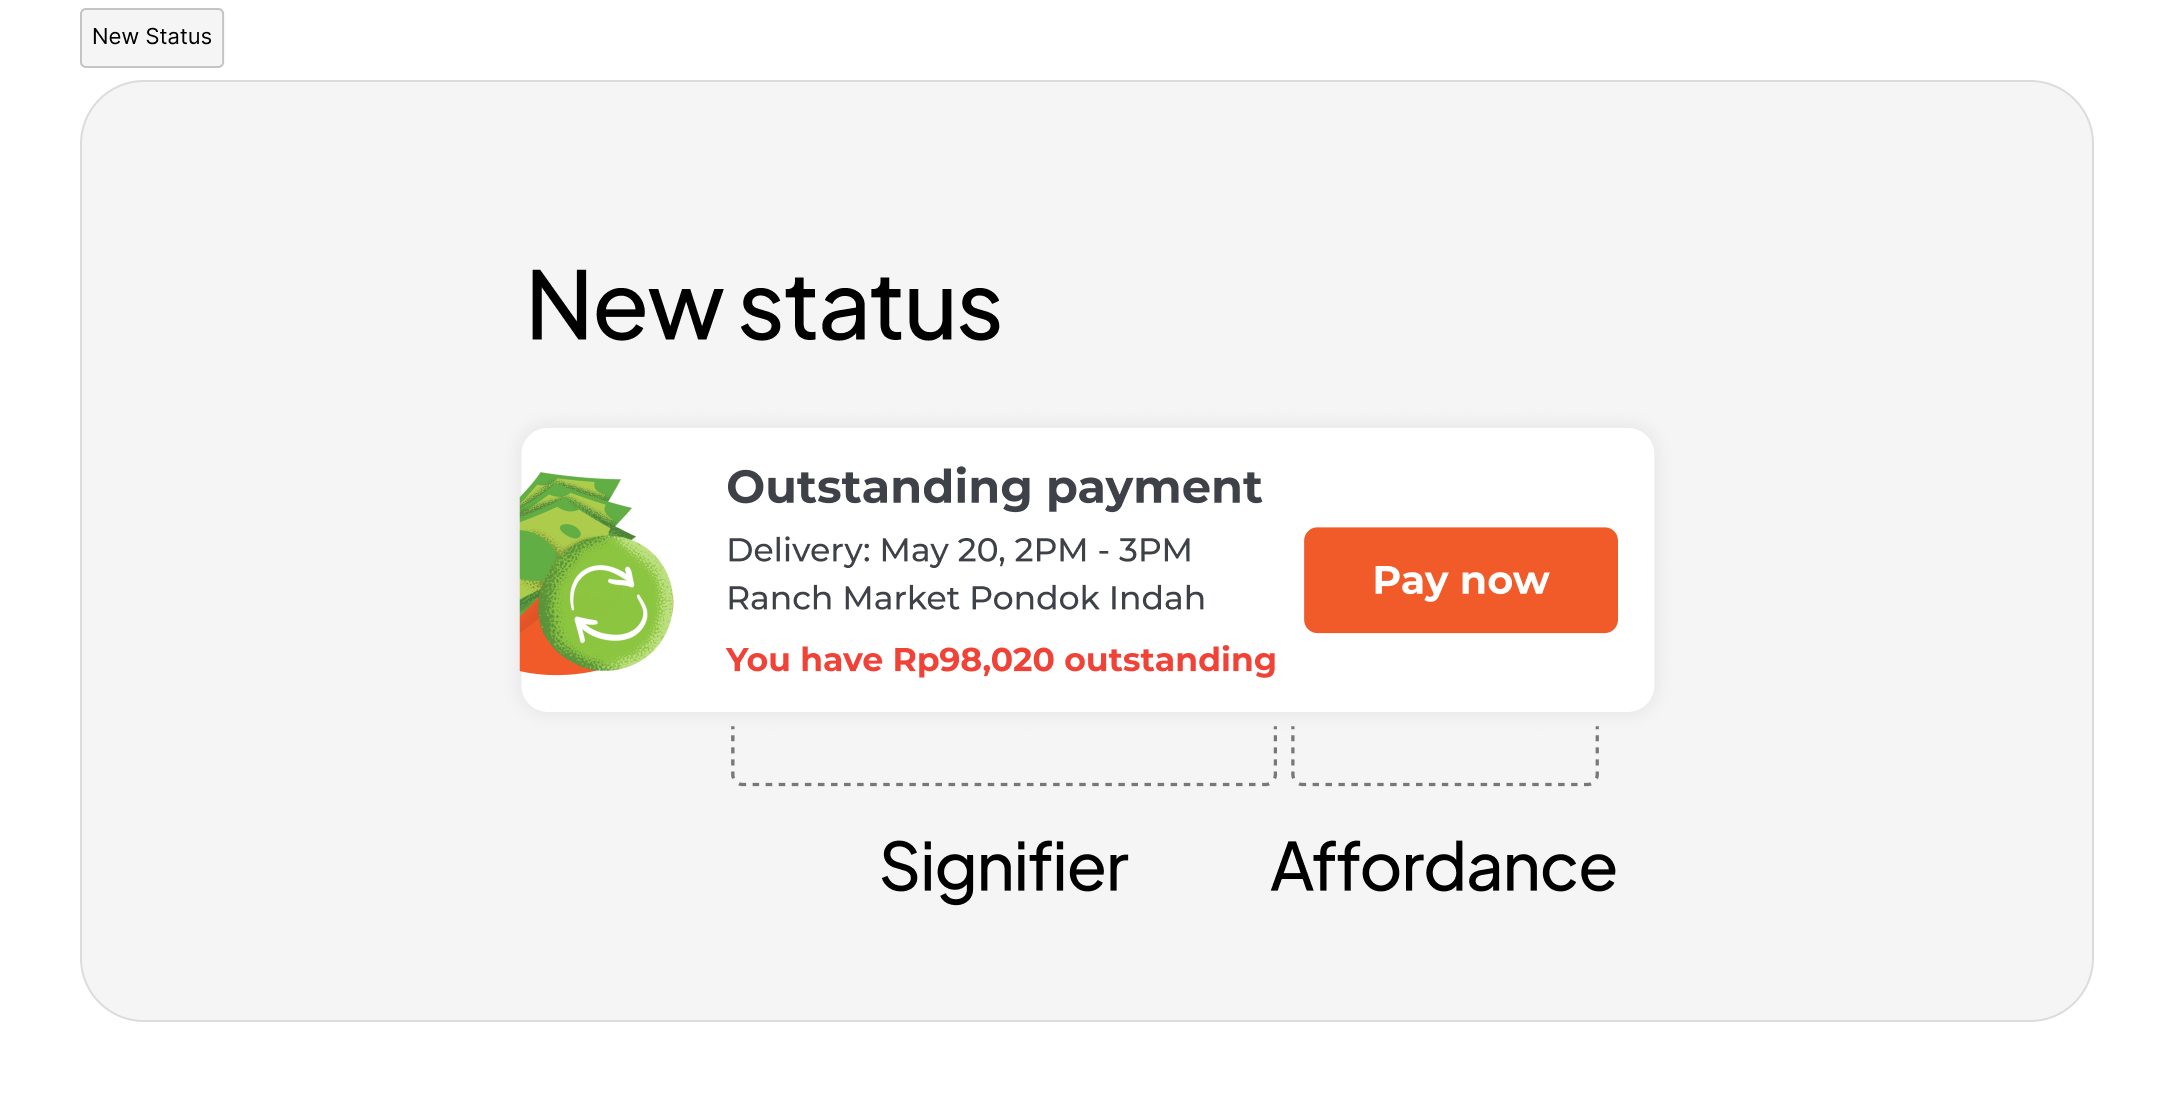 New Status
New status
Outstanding payment
Delivery: May 20, 2PM - 3PM
Ranch Market Pondok Indah
You have Rp98,020 outstanding
Pay now
Signifier
Affordance